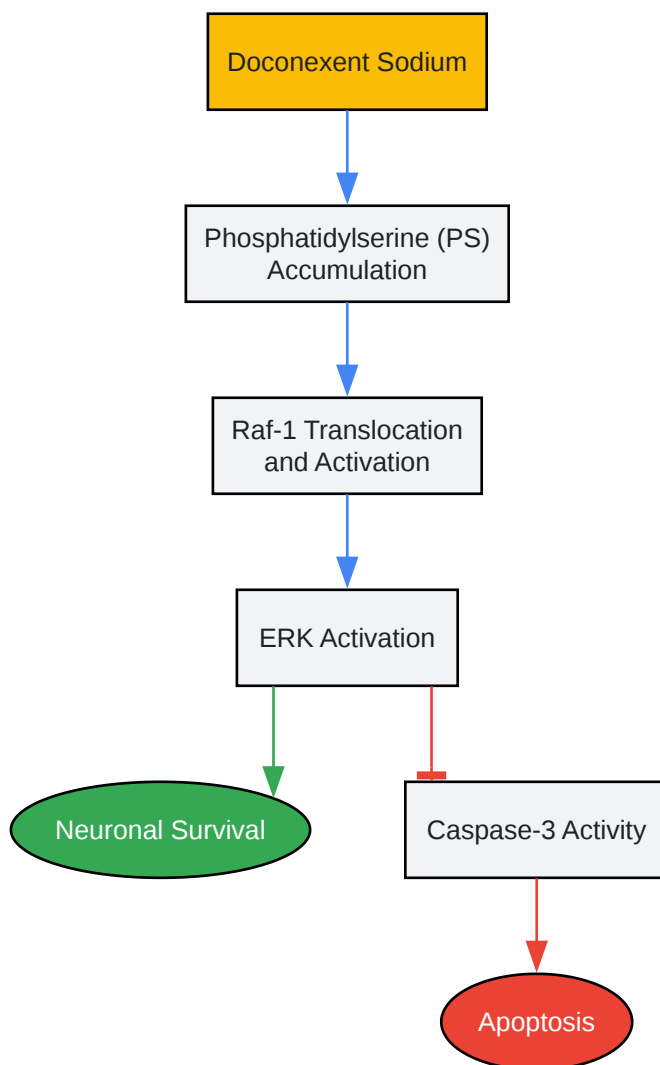 Doconexent Sodium
Phosphatidylserine (PS)
Accumulation
Raf-1 Translocation
and Activation
ERK Activation
Neuronal Survival
Caspase-3 Activity
Apoptosis